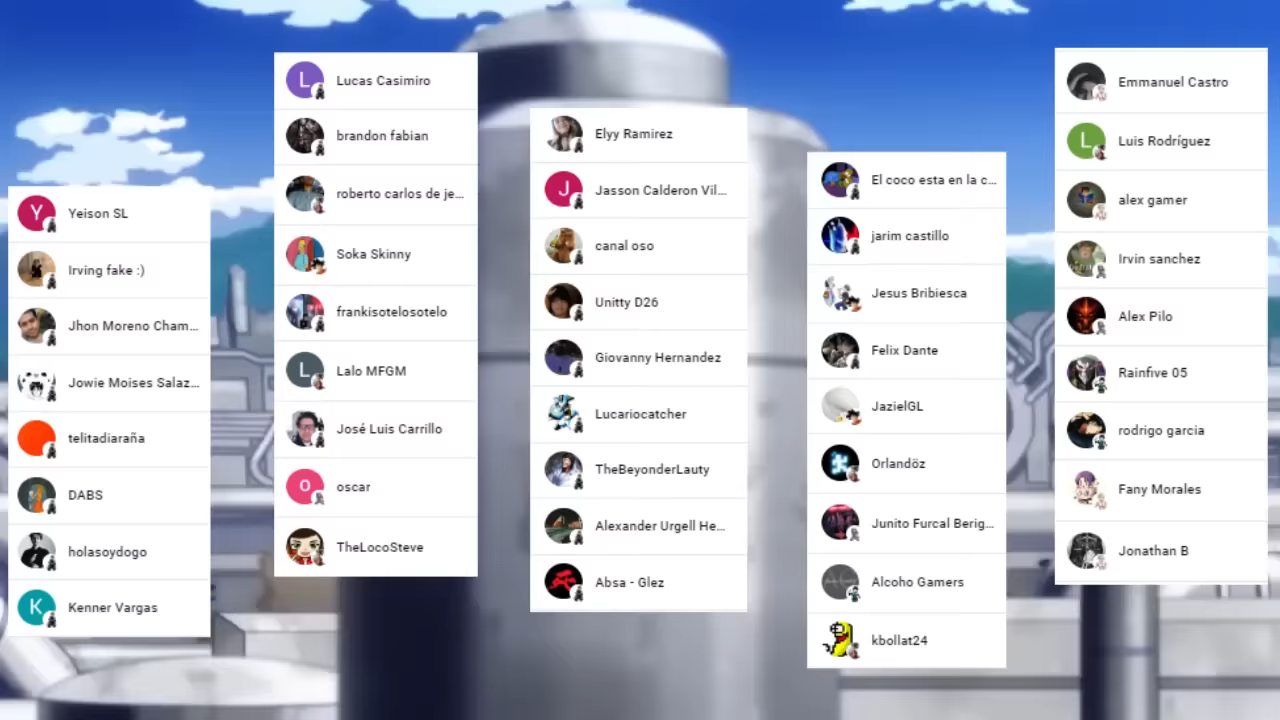 Yeison SL
Irving fake :)
Jhon Moreno Cham...
Jowie Moises Salaz...
telitadiaraña
DABS
holasoydogo
K
Kenner Vargas
Y
L
Lucas Casimiro
brandon fabian
roberto carlos de je...
Soka Skinny
frankisotelosotelo
L
Lalo MFGM
José Luis Carrillo
O
oscar
TheLocoSteve
Elyy Ramirez
J
Jasson Calderon Vil...
canal oso
Unitty D26
Giovanny Hernandez
Lucariocatcher
TheBeyonderLauty
Alexander Urgell He...
Absa - Glez
El coco esta en la c...
jarim castillo
Jesus Bribiesca
Felix Dante
JazielGL
Orlandöz
Junito Furcal Berig...
Alcoho Gamers
kbollat24
Emmanuel Castro
L
Luis Rodríguez
alex gamer
Irvin sanchez
Alex Pilo
Rainfive 05
rodrigo garcia
Fany Morales
Jonathan B